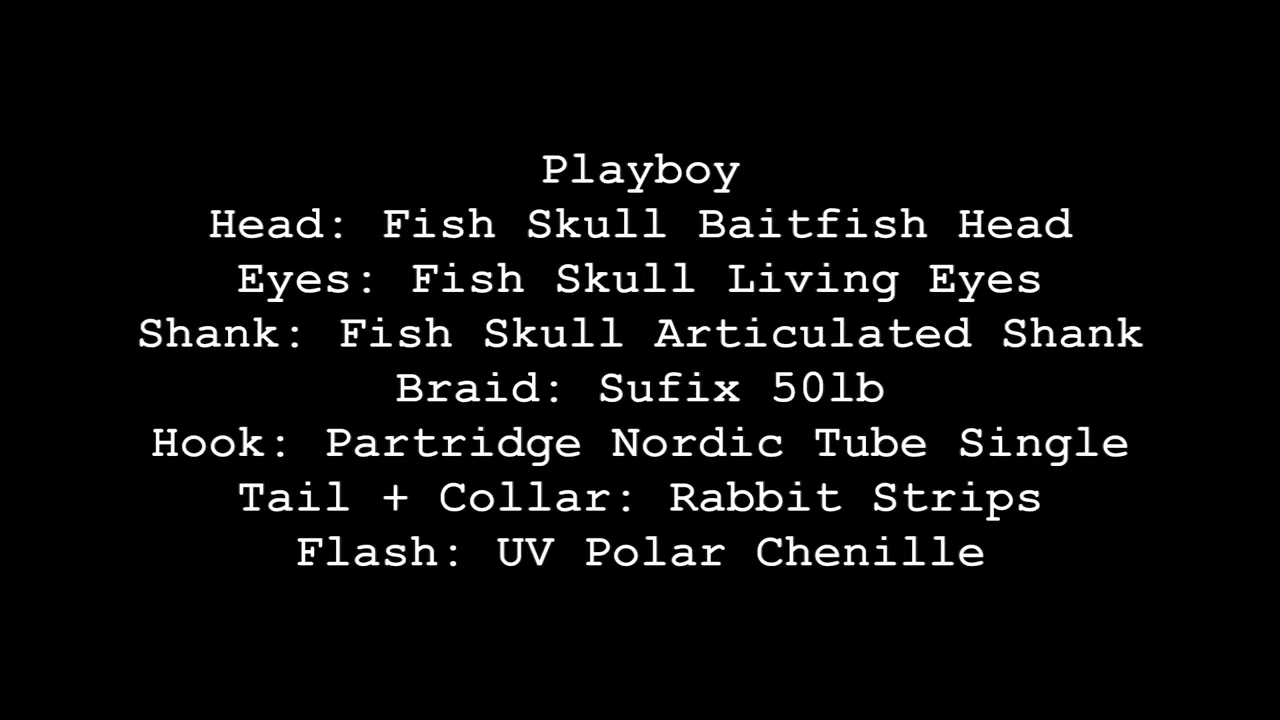 Playboy
Head: Fish Skull Baitfish Head
Eyes: Fish Skull Living Eyes
Shank: Fish Skull Articulated Shank
Braid: Sufix 50lb
Hook: Partridge Nordic Tube Single
Tail + Collar: Rabbit Strips
Flash: UV Polar Chenille